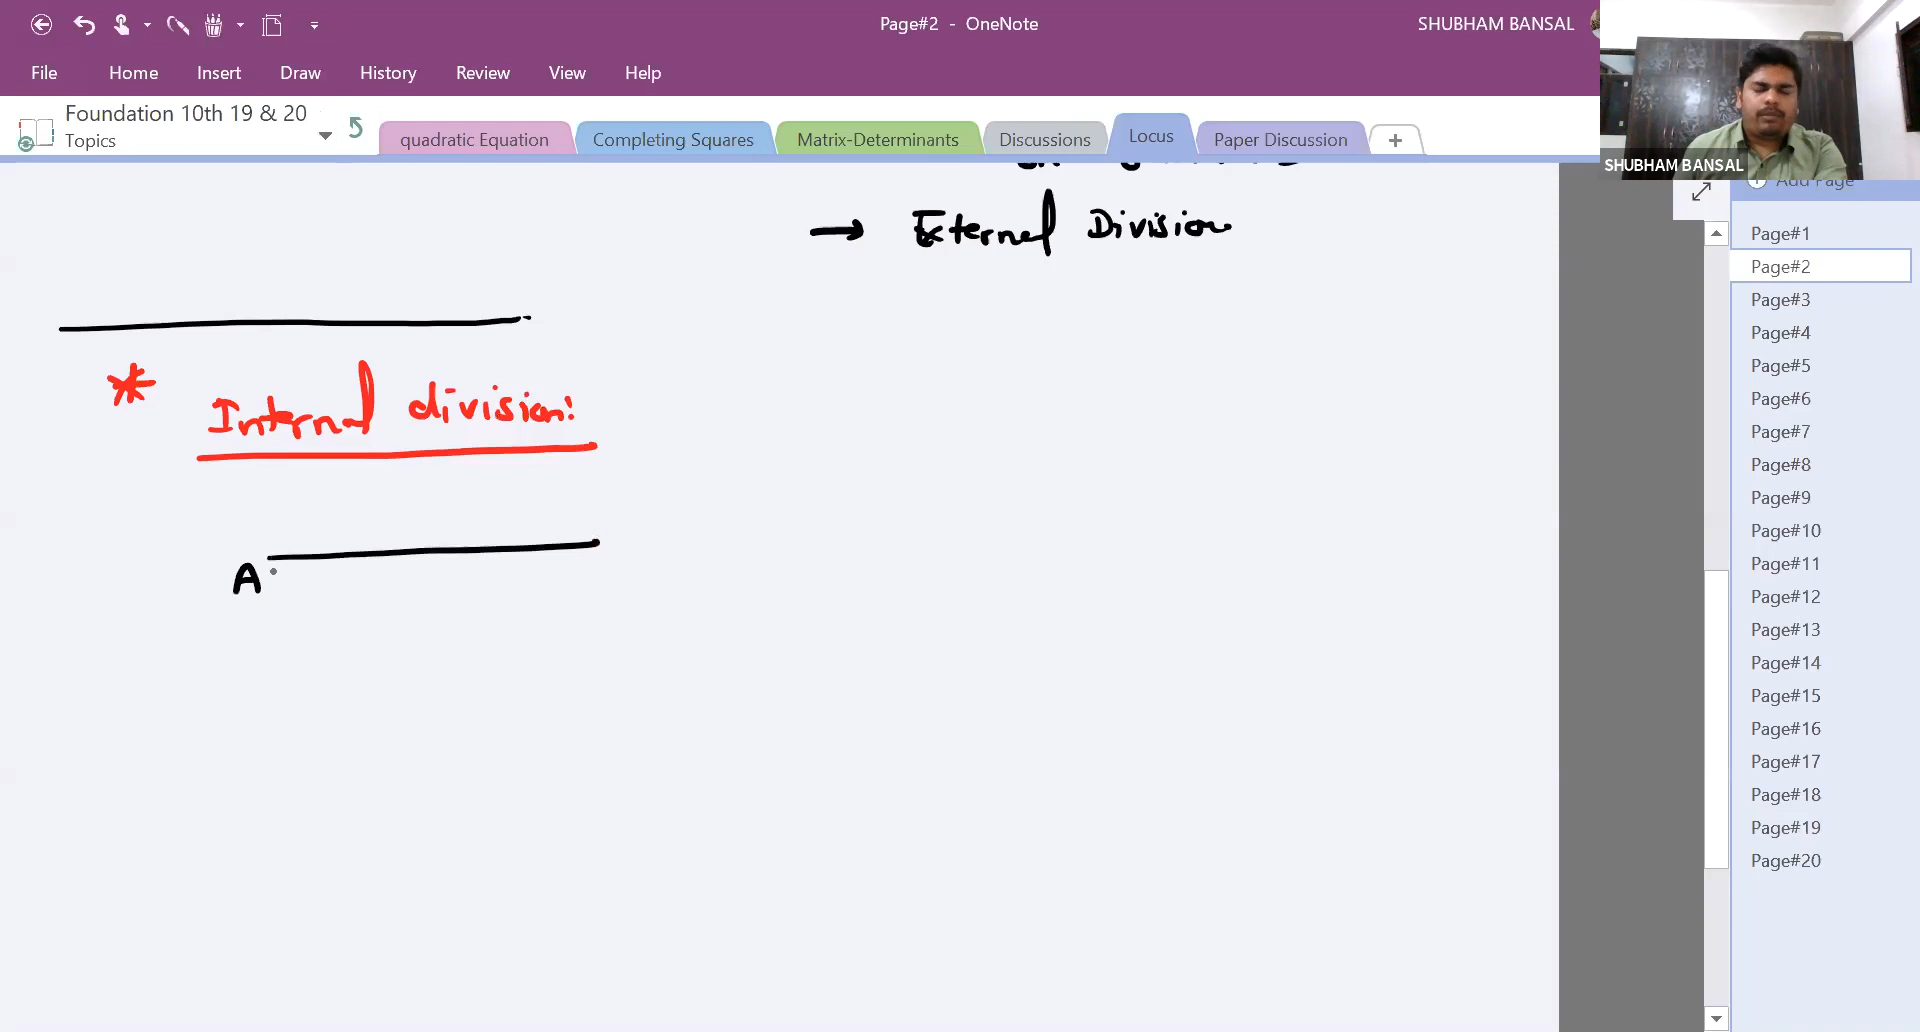 Page#2 - OneNote
SHUBHAM BANSAL
File Home Insert Draw History Review View Help
SHUBHAM BANSAL
Foundation 10th 19 & 20
Topics
quadratic Equation Completing Squares Matrix-Determinants Discussions Locus Paper Discussion +
Add Page
→ External Division
* Internal division:
A
Page#1
Page#2
Page#3
Page#4
Page#5
Page#6
Page#7
Page#8
Page#9
Page#10
Page#11
Page#12
Page#13
Page#14
Page#15
Page#16
Page#17
Page#18
Page#19
Page#20